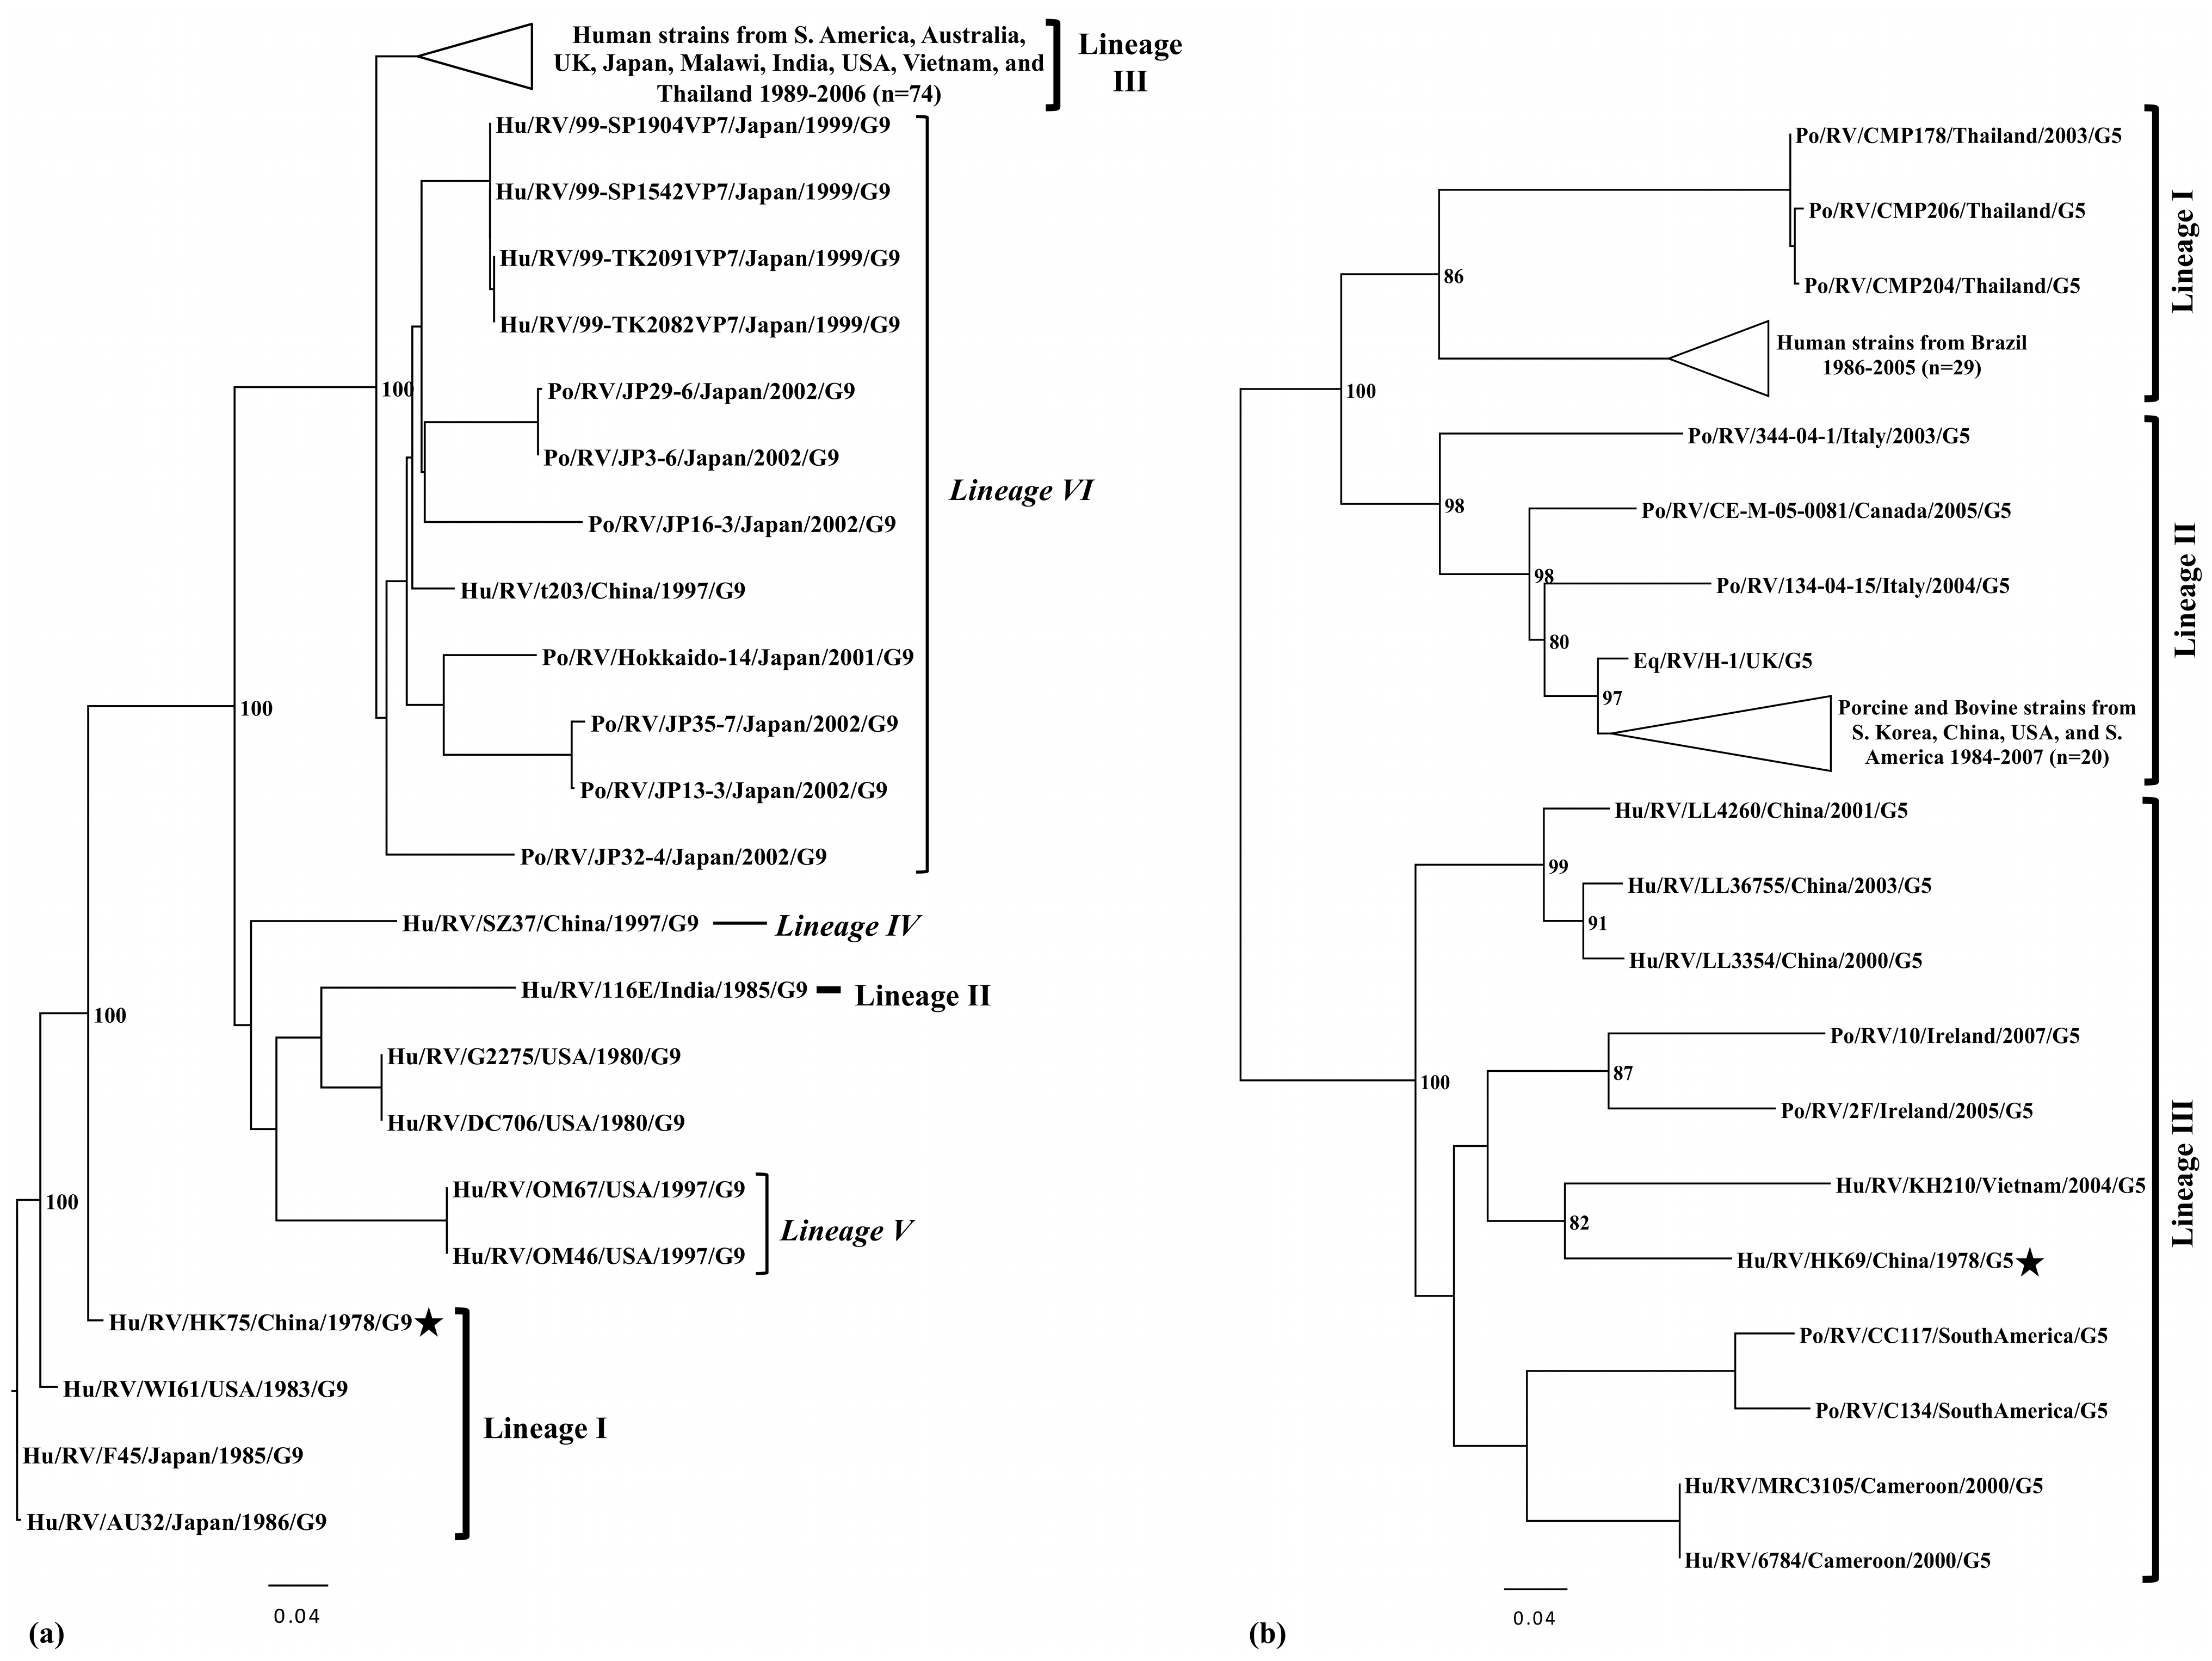 Human strains from S. America, Australia,
UK, Japan, Malawi, India, USA, Vietnam, and
Thailand 1989-2006 (n=74)
Lineage
III
Hu/RV/99-SP1904VP7/Japan/1999/G9
Hu/RV/99-SP1542VP7/Japan/1999/G9
Hu/RV/99-TK2091VP7/Japan/1999/G9
Hu/RV/99-TK2082VP7/Japan/1999/G9
100
Po/RV/JP29-6/Japan/2002/G9
Po/RV/JP3-6/Japan/2002/G9
Lineage VI
Po/RV/JP16-3/Japan/2002/G9
Hu/RV/t203/China/1997/G9
Po/RV/Hokkaido-14/Japan/2001/G9
100
Po/RV/JP35-7/Japan/2002/G9
Po/RV/JP13-3/Japan/2002/G9
Po/RV/JP32-4/Japan/2002/G9
Hu/RV/SZ37/China/1997/G9
Lineage IV
Hu/RV/116E/India/1985/G9
Lineage II
100
Hu/RV/G2275/USA/1980/G9
Hu/RV/DC706/USA/1980/G9
100
Hu/RV/OM67/USA/1997/G9
Lineage V
Hu/RV/OM46/USA/1997/G9
Hu/RV/HK75/China/1978/G9
Hu/RV/WI61/USA/1983/G9
Lineage I
Hu/RV/F45/Japan/1985/G9
Hu/RV/AU32/Japan/1986/G9
0.04
(a)
Po/RV/CMP178/Thailand/2003/G5
Po/RV/CMP206/Thailand/G5
Lineage I
86
Po/RV/CMP204/Thailand/G5
Human strains from Brazil
1986-2005 (n=29)
100
Po/RV/344-04-1/Italy/2003/G5
98
Po/RV/CE-M-05-0081/Canada/2005/G5
98
Po/RV/134-04-15/Italy/2004/G5
Lineage II
80
Eq/RV/H-1/UK/G5
97
Porcine and Bovine strains from
S. Korea, China, USA, and S.
America 1984-2007 (n=20)
Hu/RV/LL4260/China/2001/G5
99
Hu/RV/LL36755/China/2003/G5
91
Hu/RV/LL3354/China/2000/G5
Po/RV/10/Ireland/2007/G5
87
100
Po/RV/2F/Ireland/2005/G5
Lineage III
Hu/RV/KH210/Vietnam/2004/G5
82
Hu/RV/HK69/China/1978/G5
Po/RV/CC117/SouthAmerica/G5
Po/RV/C134/SouthAmerica/G5
Hu/RV/MRC3105/Cameroon/2000/G5
Hu/RV/6784/Cameroon/2000/G5
0.04
(b)